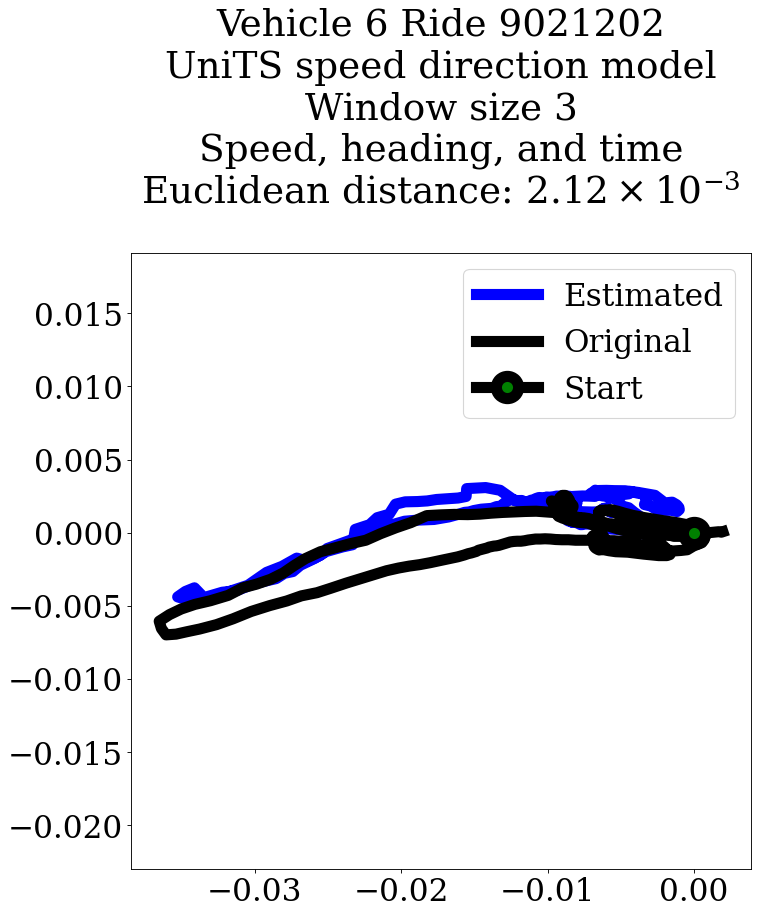 Vehicle 6 Ride 9021202
UniTS speed direction model
Window size 3
Speed, heading, and time
Euclidean distance: 2.12 × 10⁻³
Estimated
Original
Start
0.015
0.010
0.005
0.000
−0.005
−0.010
−0.015
−0.020
−0.03 −0.02 −0.01 0.00